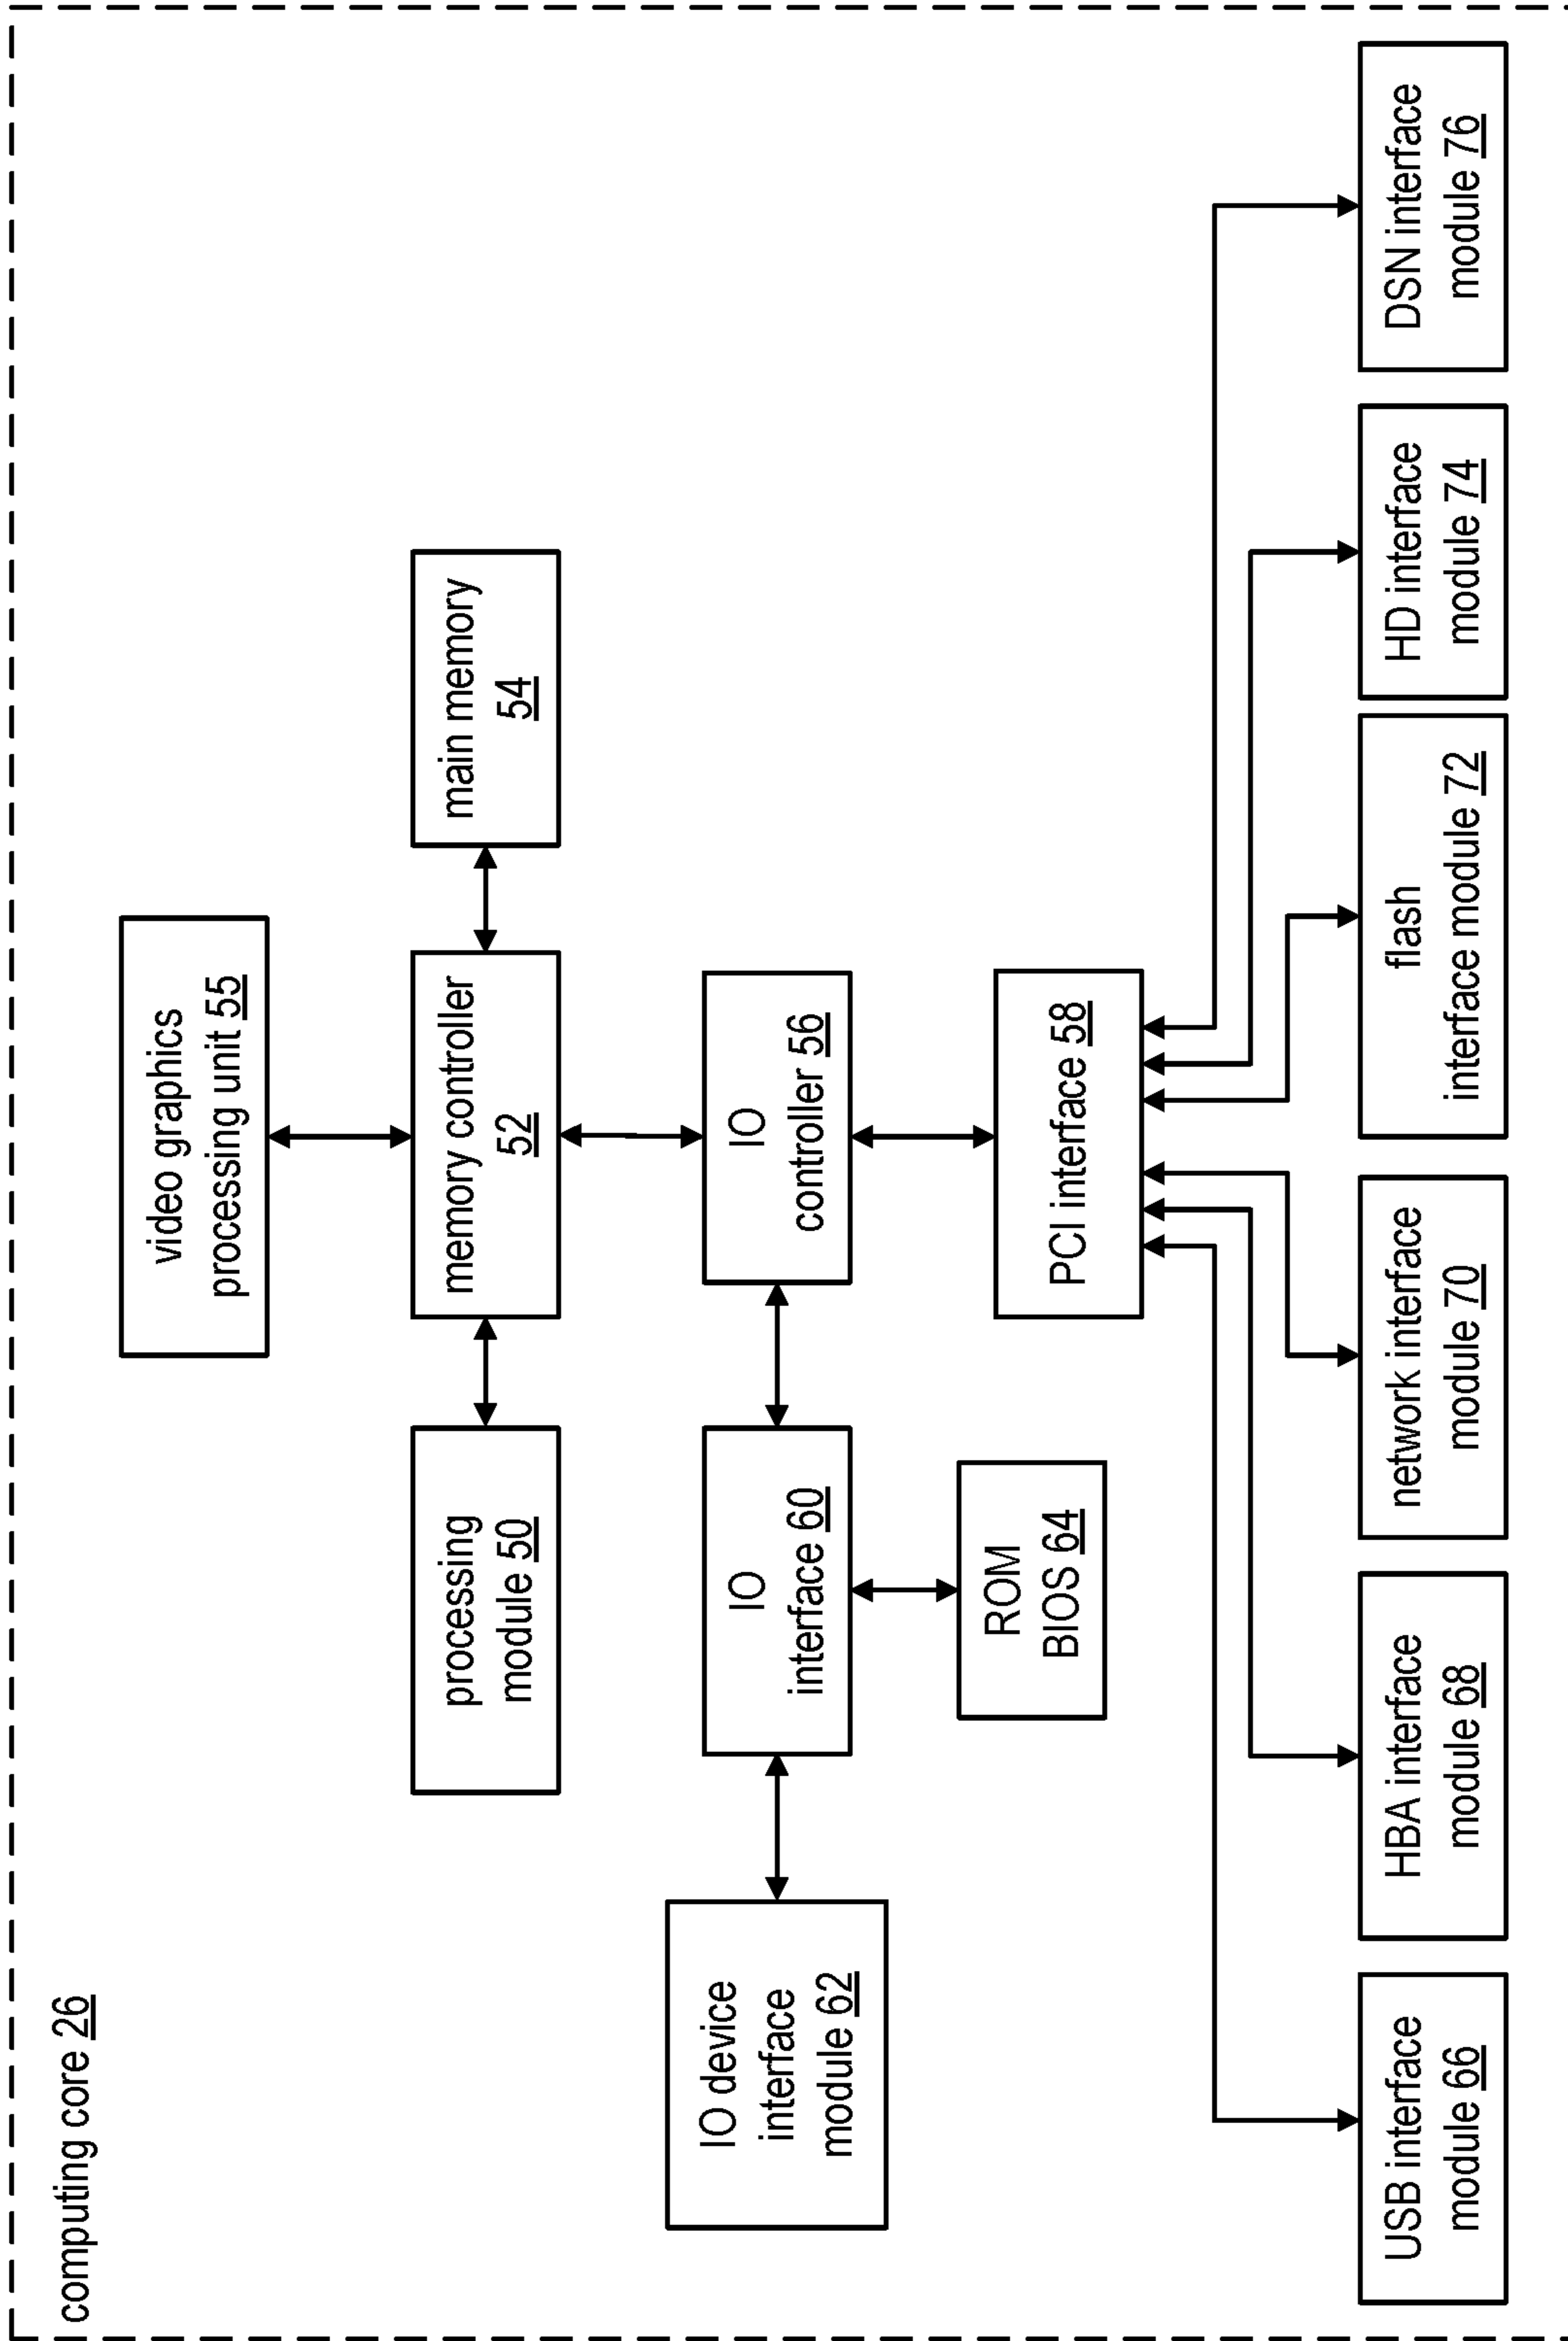 computing core 26
video graphics
processing unit 55
processing
module 50
memory controller
52
main memory
54
IO device
interface
module 62
IO
interface 60
IO
controller 56
ROM
BIOS 64
PCI interface 58
USB interface
module 66
HBA interface
module 68
network interface
module 70
flash
interface module 72
HD interface
module 74
DSN interface
module 76